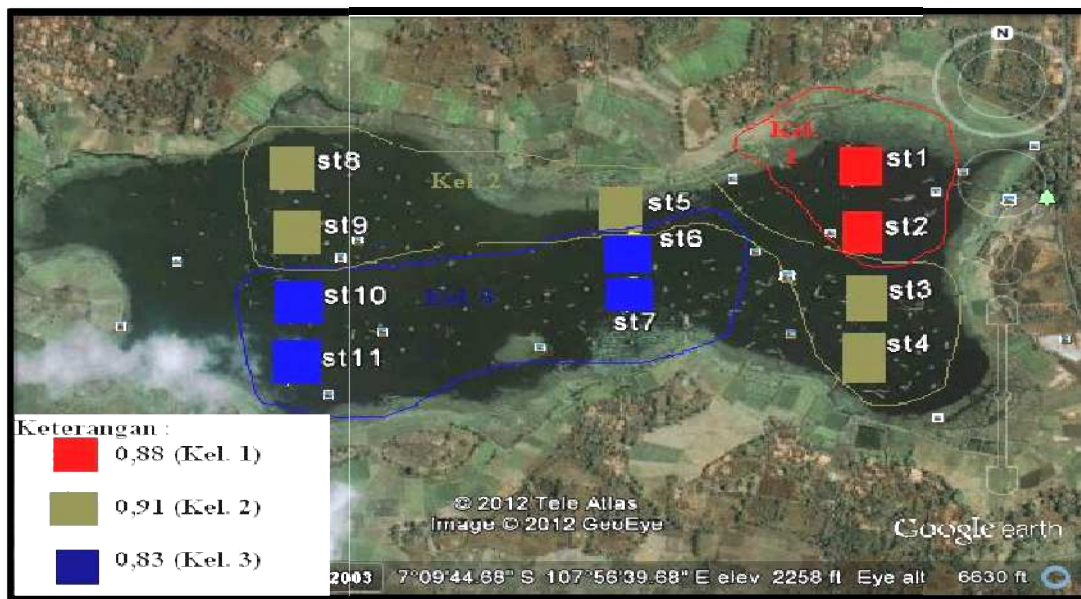 N
Kel.
1
st1
st8
Kel. 2
st5
st2
st9
st6
st3
st10
Kel. 3
st7
st4
st11
Keterangan :
0,88 (Kel. 1)
0,91 (Kel. 2)
0,83 (Kel. 3)
© 2012 Tele Atlas
Image © 2012 GeoEye
Google earth
2003 7°09'44.68" S 107°56'39.68" E elev 2258 ft Eye alt 6630 ft